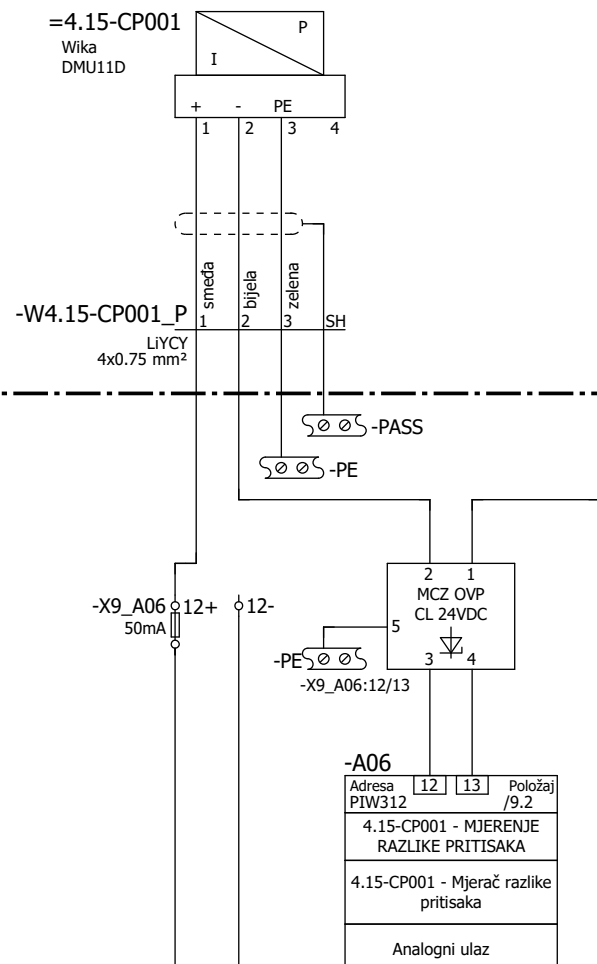 =4.15-CP001
Wika
DMU11D
P
I
+ - PE
1 2 3 4
smeđa
bijela
zelena
-W4.15-CP001_P
1 2 3 SH
LiYCY
4x0.75 mm²
-PASS
-PE
2 1
MCZ OVP
CL 24VDC
5
3 4
-X9_A06 12+ 12-
50mA
-PE
-X9_A06:12/13
-A06
Adresa 12 13 Položaj
PIW312 /9.2
4.15-CP001 - MJERENJE
RAZLIKE PRITISAKA
4.15-CP001 - Mjerač razlike
pritisaka
Analogni ulaz